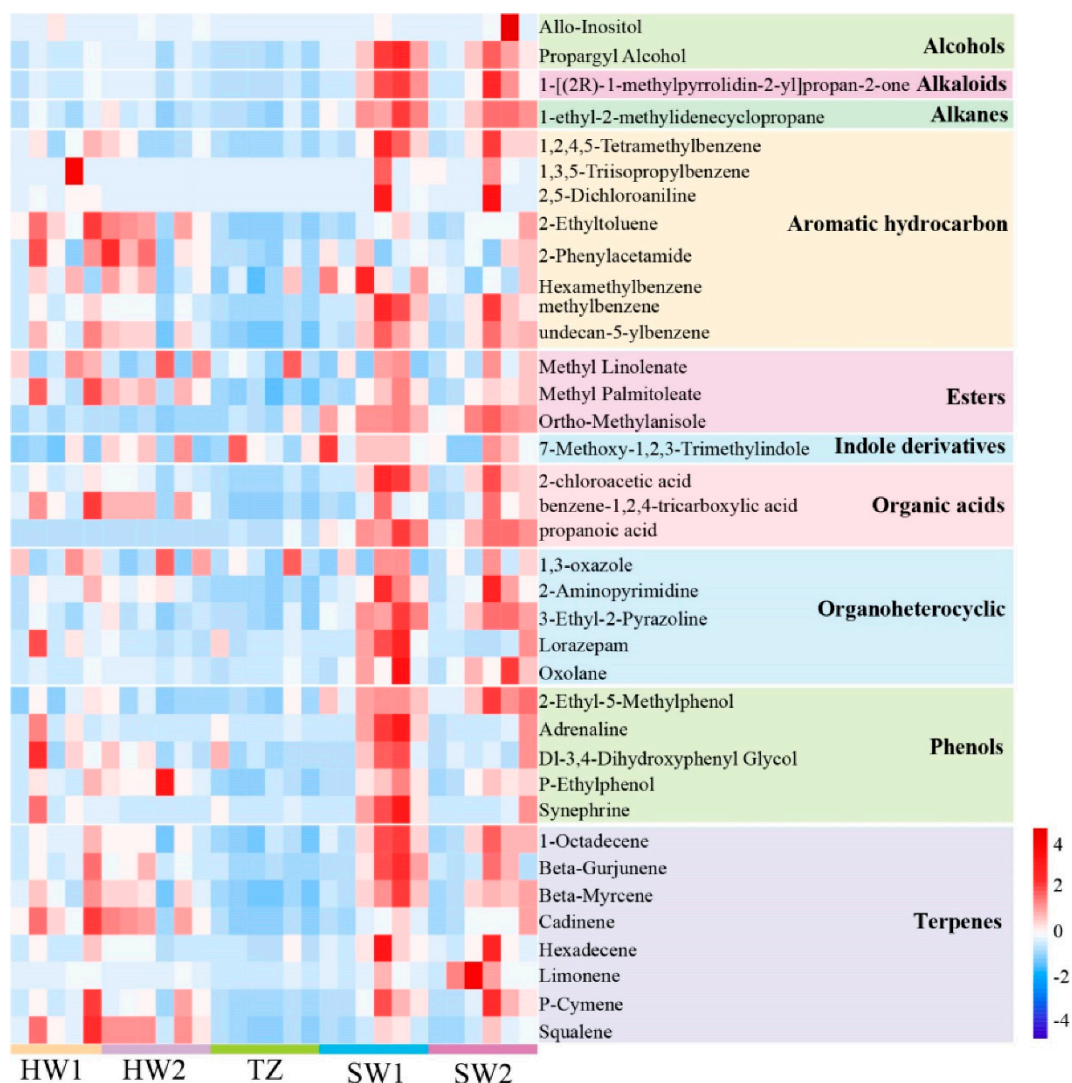 Allo-Inositol
Propargyl Alcohol
Alcohols
1-[(2R)-1-methylpyrrolidin-2-yl]propan-2-one Alkaloids
1-ethyl-2-methylidenecyclopropane Alkanes
1,2,4,5-Tetramethylbenzene
1,3,5-Triisopropylbenzene
2,5-Dichloroaniline
2-Ethyltoluene
Aromatic hydrocarbon
2-Phenylacetamide
Hexamethylbenzene
methylbenzene
undecan-5-ylbenzene
Methyl Linolenate
Methyl Palmitoleate
Esters
Ortho-Methylanisole
7-Methoxy-1,2,3-Trimethylindole Indole derivatives
2-chloroacetic acid
benzene-1,2,4-tricarboxylic acid Organic acids
propanoic acid
1,3-oxazole
2-Aminopyrimidine
Organoheterocyclic
3-Ethyl-2-Pyrazoline
Lorazepam
Oxolane
2-Ethyl-5-Methylphenol
Adrenaline
Phenols
Dl-3,4-Dihydroxyphenyl Glycol
P-Ethylphenol
Synephrine
1-Octadecene
Beta-Gurjunene
Beta-Myrcene
Cadinene Terpenes
Hexadecene
Limonene
P-Cymene
Squalene
4
2
0
-2
-4
HW1 HW2 TZ SW1 SW2